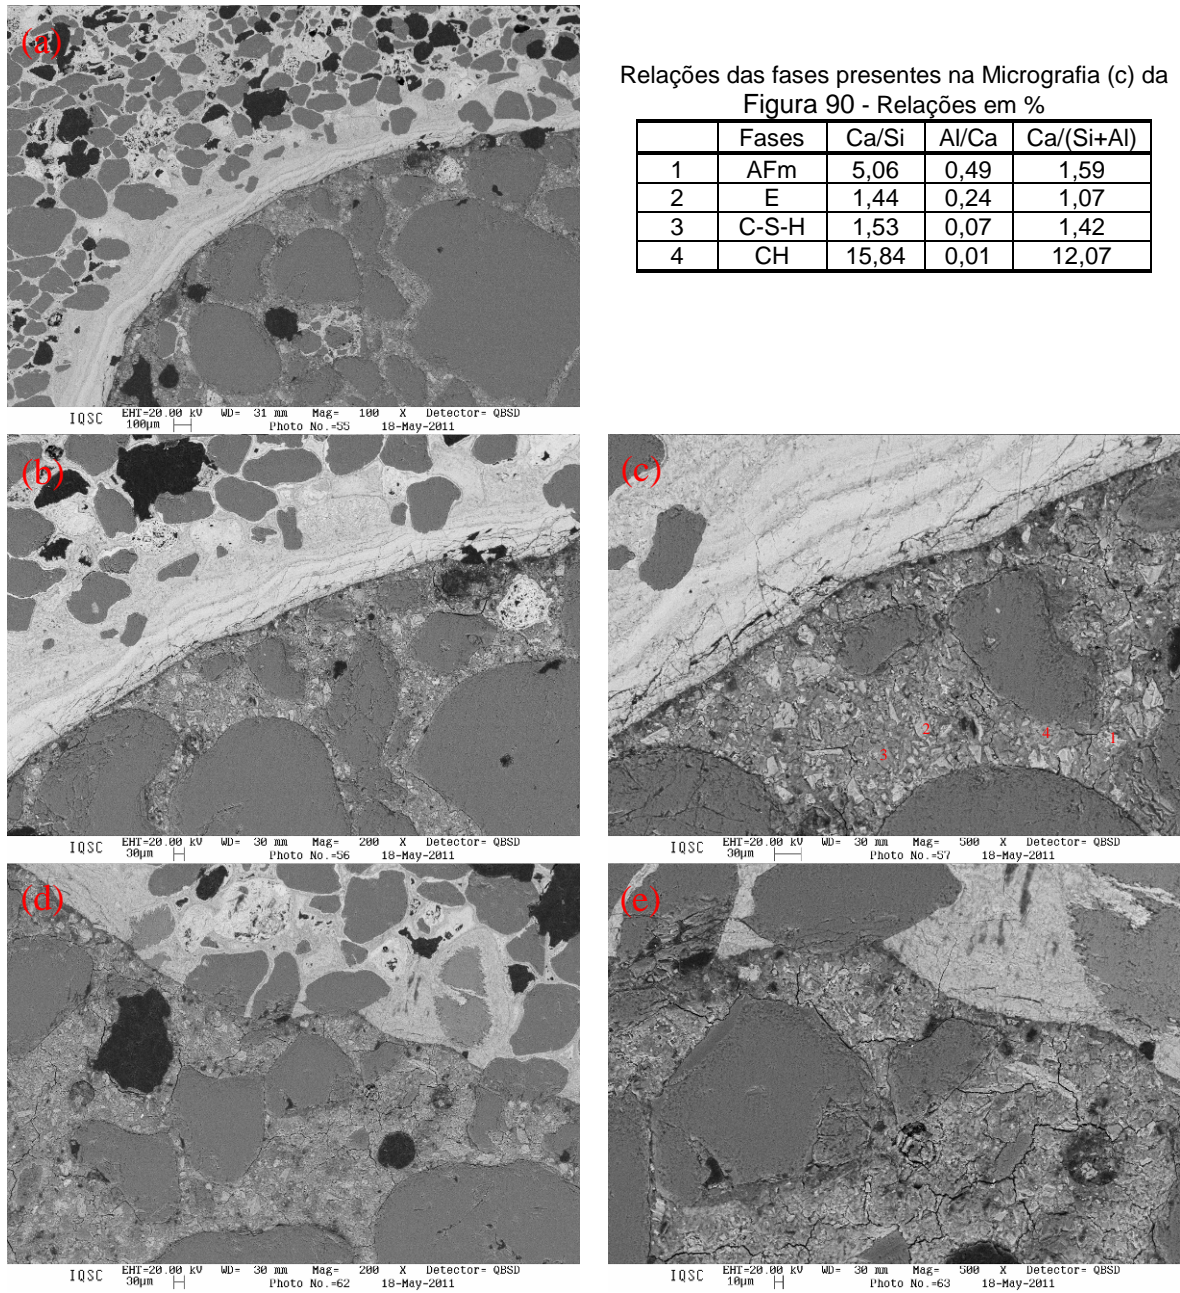 (a)
IQSC EHT=20.00 kV WD= 31 mm Mag= 100 X Detector= QBSD
100µm Photo No.=55 18-May-2011
Relações das fases presentes na Micrografia (c) da
Figura 90 - Relações em %
Fases Ca/Si Al/Ca Ca/(Si+Al)
1 AFm 5,06 0,49 1,59
2 E 1,44 0,24 1,07
3 C-S-H 1,53 0,07 1,42
4 CH 15,84 0,01 12,07
(b)
IQSC EHT=20.00 kV WD= 30 mm Mag= 200 X Detector= QBSD
30µm Photo No.=56 18-May-2011
(c)
2 4 1
3
IQSC EHT=20.00 kV WD= 30 mm Mag= 500 X Detector= QBSD
30µm Photo No.=57 18-May-2011
(d)
IQSC EHT=20.00 kV WD= 30 mm Mag= 200 X Detector= QBSD
30µm Photo No.=62 18-May-2011
(e)
IQSC EHT=20.00 kV WD= 30 mm Mag= 500 X Detector= QBSD
10µm Photo No.=63 18-May-2011